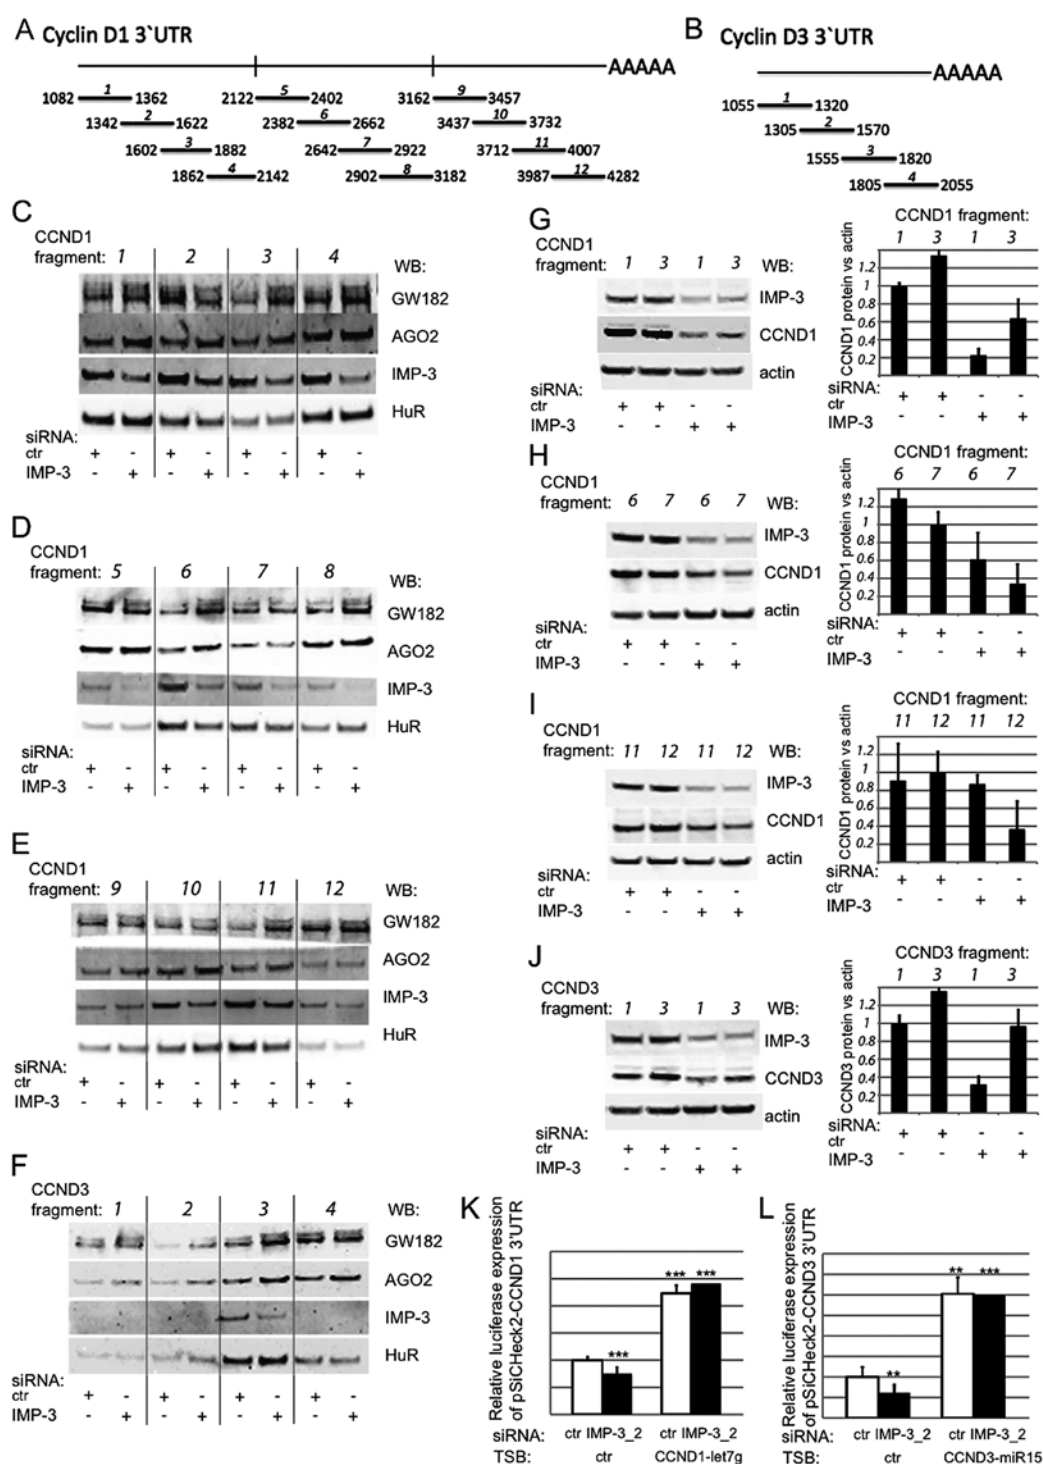 A Cyclin D1 3`UTR
AAAAA
1082 1 1362 2122 5 2402 3162 9 3457
1342 2 1622 2382 6 2662 3437 10 3732
1602 3 1882 2642 7 2922 3712 11 4007
1862 4 2142 2902 8 3182 3987 12 4282
B Cyclin D3 3`UTR
AAAAA
1055 1 1320
1305 2 1570
1555 3 1820
1805 4 2055
C
CCND1
fragment: 1 2 3 4 WB:
GW182
AGO2
IMP-3
HuR
siRNA:
ctr + - + - + - + -
IMP-3 - + - + - + - +
D
CCND1
fragment: 5 6 7 8 WB:
GW182
AGO2
IMP-3
HuR
siRNA:
ctr + - + - + - + -
IMP-3 - + - + - + - +
E
CCND1
fragment: 9 10 11 12 WB:
GW182
AGO2
IMP-3
HuR
siRNA:
ctr + - + - + - + -
IMP-3 - + - + - + - +
F
CCND3
fragment: 1 2 3 4 WB:
GW182
AGO2
IMP-3
HuR
siRNA:
ctr + - + - + - + -
IMP-3 - + - + - + - +
G
CCND1
fragment: 1 3 1 3 WB:
IMP-3
CCND1
actin
siRNA:
ctr + + - -
IMP-3 - - + +
CCND1 fragment:
1 3 1 3
CCND1 protein vs actin
1.2
1
0.8
0.6
0.4
0.2
siRNA:
ctr + + - -
IMP-3 - - + +
H
CCND1
fragment: 6 7 6 7 WB:
IMP-3
CCND1
actin
siRNA:
ctr + + - -
IMP-3 - - + +
CCND1 fragment:
6 7 6 7
CCND1 protein vs actin
1.2
1
0.8
0.6
0.4
0.2
siRNA:
ctr + + - -
IMP-3 - - + +
I
CCND1
fragment: 11 12 11 12 WB:
IMP-3
CCND1
actin
siRNA:
ctr + + - -
IMP-3 - - + +
CCND1 fragment:
11 12 11 12
CCND1 protein vs actin
1.2
1
0.8
0.6
0.4
0.2
siRNA:
ctr + + - -
IMP-3 - - + +
J
CCND3
fragment: 1 3 1 3 WB:
IMP-3
CCND3
actin
siRNA:
ctr + + - -
IMP-3 - - + +
CCND3 fragment:
1 3 1 3
CCND3 protein vs actin
1.2
1
0.8
0.6
0.4
0.2
siRNA:
ctr + + - -
IMP-3 - - + +
K
Relative luciferase expression
of pSiCHeck2-CCND1 3'UTR
*** *** ***
siRNA: ctr IMP-3_2 ctr IMP-3_2
TSB: ctr CCND1-let7g
L
Relative luciferase expression
of pSiCHeck2-CCND3 3'UTR
** ** ***
ctr IMP-3_2 ctr IMP-3_2
ctr CCND3-miR15